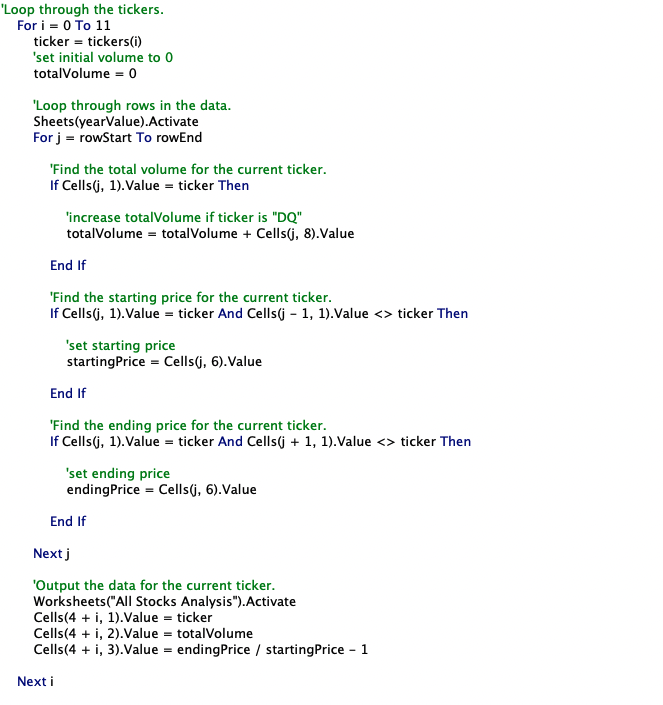 'Loop through the tickers.
For i = 0 To 11
ticker = tickers(i)
'set initial volume to 0
totalVolume = 0
'Loop through rows in the data.
Sheets(yearValue).Activate
For j = rowStart To rowEnd
'Find the total volume for the current ticker.
If Cells(j, 1).Value = ticker Then
'increase totalVolume if ticker is "DQ"
totalVolume = totalVolume + Cells(j, 8).Value
End If
'Find the starting price for the current ticker.
If Cells(j, 1).Value = ticker And Cells(j - 1, 1).Value <> ticker Then
'set starting price
startingPrice = Cells(j, 6).Value
End If
'Find the ending price for the current ticker.
If Cells(j, 1).Value = ticker And Cells(j + 1, 1).Value <> ticker Then
'set ending price
endingPrice = Cells(j, 6).Value
End If
Next j
'Output the data for the current ticker.
Worksheets("All Stocks Analysis").Activate
Cells(4 + i, 1).Value = ticker
Cells(4 + i, 2).Value = totalVolume
Cells(4 + i, 3).Value = endingPrice / startingPrice - 1
Next i